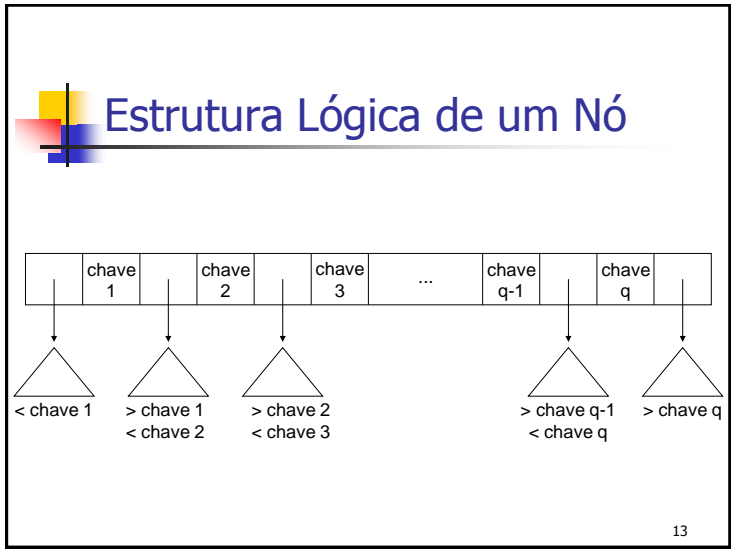 Estrutura Lógica de um Nó
chave 1
chave 2
chave 3
...
chave q-1
chave q
< chave 1
> chave 1
< chave 2
> chave 2
< chave 3
> chave q-1
< chave q
> chave q
13